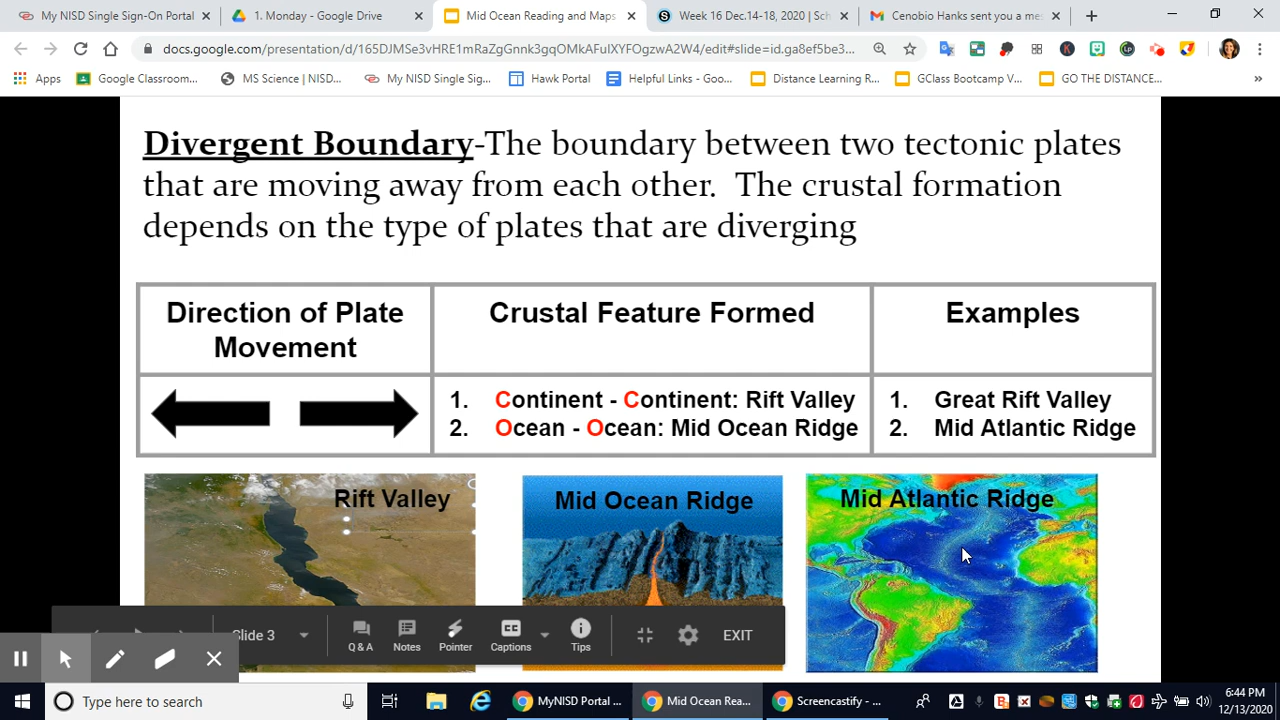 My NISD Single Sign-On Portal
1. Monday - Google Drive
Mid Ocean Reading and Maps
Week 16 Dec.14-18, 2020 | Sch
Cenobio Hanks sent you a mes
docs.google.com/presentation/d/165DJMSe3vHRE1mRaZgGnrk3gqOMkAFulXYFOgzwA2W4/edit#slide=id.ga8ef5be3...
Apps
Google Classroom...
MS Science | NISD...
My NISD Single Sig...
Hawk Portal
Helpful Links - Goo...
Distance Learning R...
GClass Bootcamp V...
GO THE DISTANCE...
Divergent Boundary-The boundary between two tectonic plates
that are moving away from each other. The crustal formation
depends on the type of plates that are diverging
Direction of Plate
Movement
Crustal Feature Formed
Examples
1. Continent - Continent: Rift Valley
2. Ocean - Ocean: Mid Ocean Ridge
1. Great Rift Valley
2. Mid Atlantic Ridge
Rift Valley
Mid Ocean Ridge
Mid Atlantic Ridge
Slide 3
Q & A
Notes
Pointer
Captions
Tips
EXIT
Type here to search
MyNISD Portal ...
Mid Ocean Rea...
Screencastify - ...
6:44 PM
12/13/2020